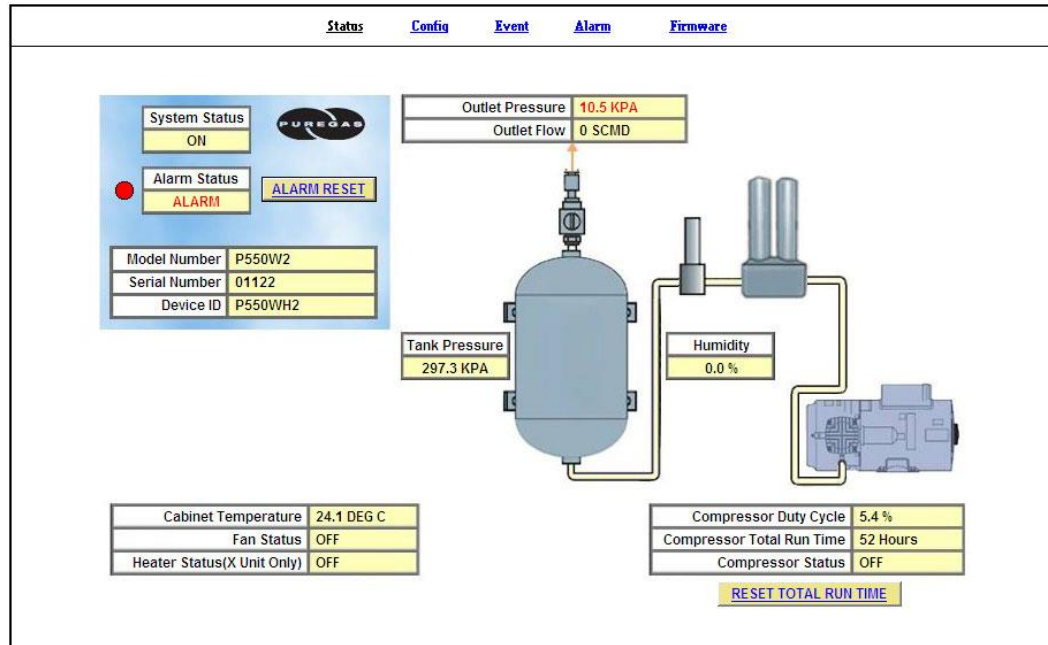 Status Config Event Alarm Firmware
System Status
ON
PUREGAS
Alarm Status
ALARM
ALARM RESET
Model Number P550W2
Serial Number 01122
Device ID P550WH2
Outlet Pressure 10.5 KPA
Outlet Flow 0 SCMD
Tank Pressure
297.3 KPA
Humidity
0.0 %
Cabinet Temperature 24.1 DEG C
Fan Status OFF
Heater Status(X Unit Only) OFF
Compressor Duty Cycle 5.4 %
Compressor Total Run Time 52 Hours
Compressor Status OFF
RESET TOTAL RUN TIME